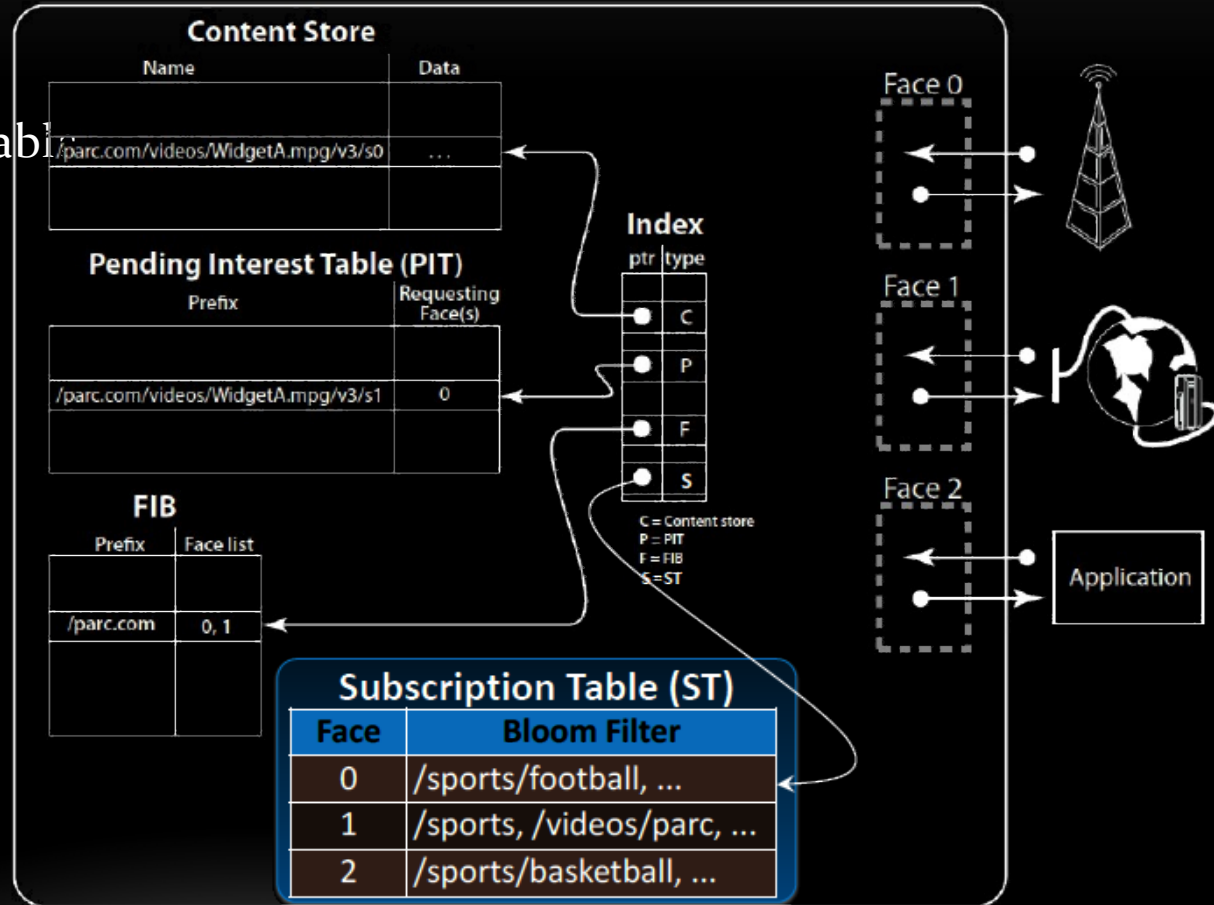 Content Store
Name Data
abl
/parc.com/videos/WidgetA.mpg/v3/s0 ...
Pending Interest Table (PIT)
Prefix Requesting Face(s)
/parc.com/videos/WidgetA.mpg/v3/s1 0
FIB
Prefix Face list
/parc.com 0, 1
Index
ptr type
C
P
F
S
C = Content store
P = PIT
F = FIB
S = ST
Subscription Table (ST)
Face Bloom Filter
0 /sports/football, ...
1 /sports, /videos/parc, ...
2 /sports/basketball, ...
Face 0
Face 1
Face 2
Application